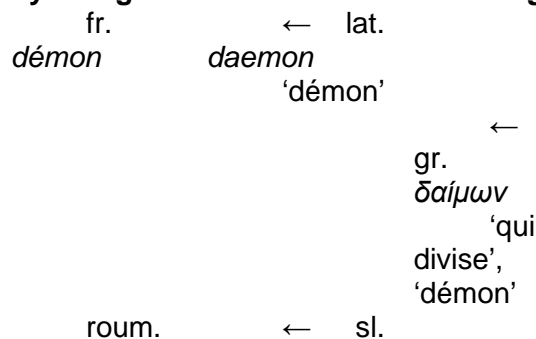 fr. ← lat.
démon daemon
‘démon’
←
gr.
δαίμων
‘qui
divise’,
‘démon’
roum. ← sl.